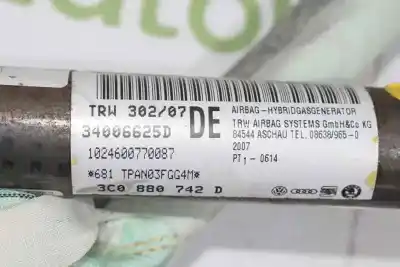 TRW 302/07 DE
34006625D
1024600770087
*681 TPAN03FGG4M*
3C0 880 742 D
AIRBAG-HYBRIDGASGENERATOR
TRW AIRBAG SYSTEMS GmbH&Co KG
84544 ASCHAU TEL. 08638/965-0
2007
PT1-0614